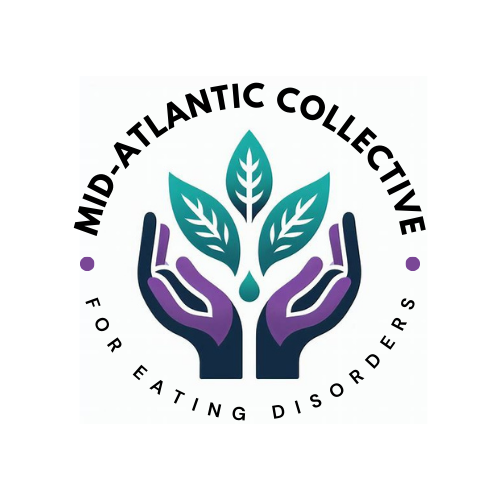 MID-ATLANTIC COLLECTIVE
FOR EATING DISORDERS